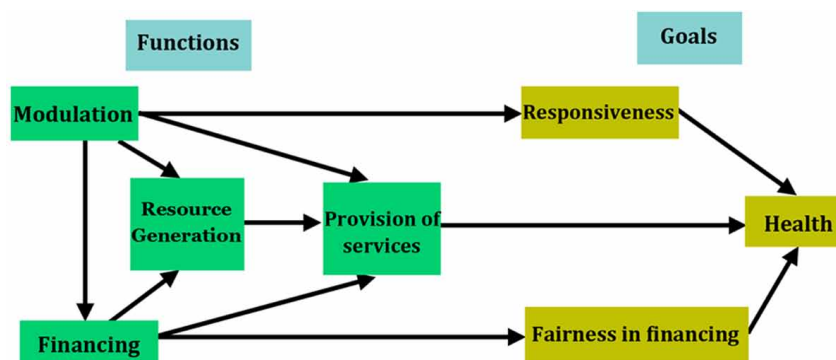 Functions
Goals
Modulation
Responsiveness
Resource
Generation
Provision of
services
Health
Financing
Fairness in financing